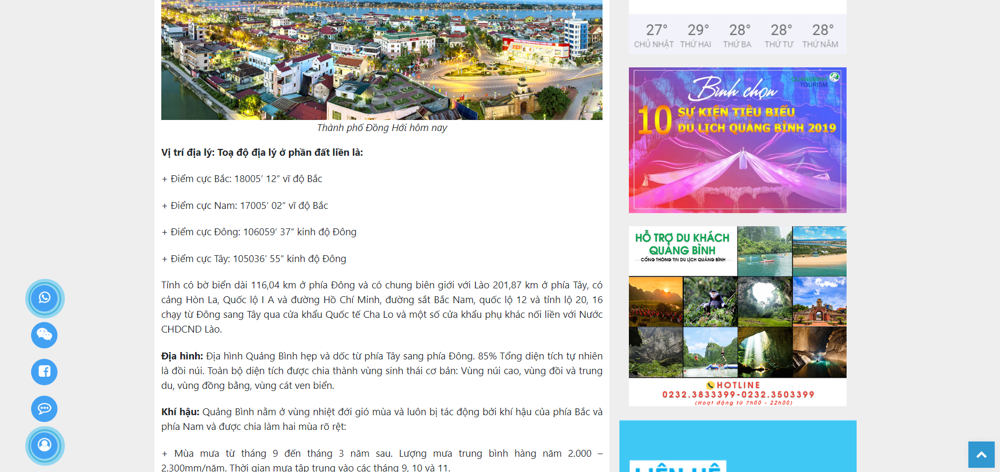 Thành phố Đồng Hới hôm nay
Vị trí địa lý: Toạ độ địa lý ở phần đất liền là:
+ Điểm cực Bắc: 18005′ 12″ vĩ độ Bắc
+ Điểm cực Nam: 17005′ 02″ vĩ độ Bắc
+ Điểm cực Đông: 106059′ 37″ kinh độ Đông
+ Điểm cực Tây: 105036′ 55″ kinh độ Đông
Tỉnh có bờ biển dài 116,04 km ở phía Đông và có chung biên giới với Lào 201,87 km ở phía Tây, có
cảng Hòn La, Quốc lộ I A và đường Hồ Chí Minh, đường sắt Bắc Nam, quốc lộ 12 và tỉnh lộ 20, 16
chạy từ Đông sang Tây qua cửa khẩu Quốc tế Cha Lo và một số cửa khẩu phụ khác nối liền với Nước
CHDCND Lào.
Địa hình: Địa hình Quảng Bình hẹp và dốc từ phía Tây sang phía Đông. 85% Tổng diện tích tự nhiên
là đồi núi. Toàn bộ diện tích được chia thành vùng sinh thái cơ bản: Vùng núi cao, vùng đồi và trung
du, vùng đồng bằng, vùng cát ven biển.
Khí hậu: Quảng Bình nằm ở vùng nhiệt đới gió mùa và luôn bị tác động bởi khí hậu của phía Bắc và
phía Nam và được chia làm hai mùa rõ rệt:
+ Mùa mưa từ tháng 9 đến tháng 3 năm sau. Lượng mưa trung bình hàng năm 2.000 –
2.300mm/năm. Thời gian mưa tập trung vào các tháng 9, 10 và 11.
27° 29° 28° 28° 28°
CHỦ NHẬT THỨ HAI THỨ BA THỨ TƯ THỨ NĂM
QUANGBINH
TOURISM
Bình chọn
10 SỰ KIỆN TIÊU BIỂU
DU LỊCH QUẢNG BÌNH 2019
HỖ TRỢ DU KHÁCH
QUẢNG BÌNH
CỔNG THÔNG TIN DU LỊCH QUẢNG BÌNH
HOTLINE
0232.3833399-0232.3503399
(Hoạt động từ 7h00 - 22h00)
LIÊN HỆ